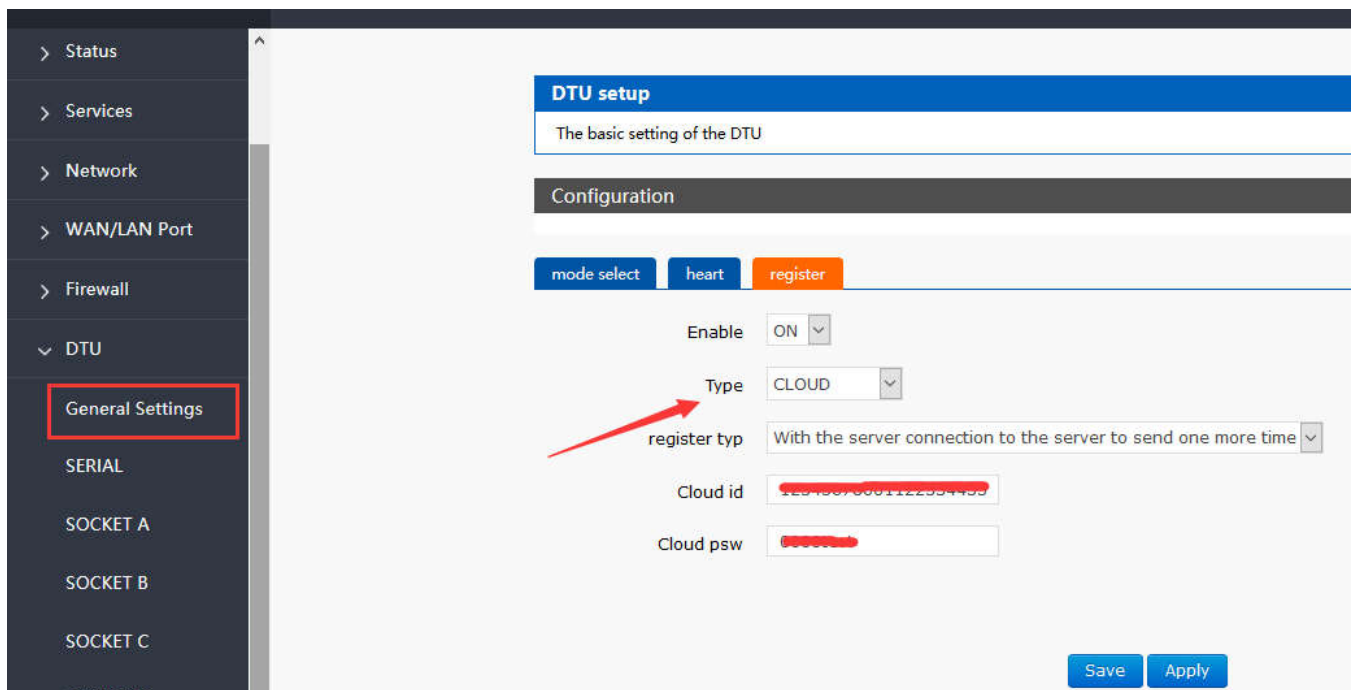 Status
Services
Network
WAN/LAN Port
Firewall
DTU
General Settings
SERIAL
SOCKET A
SOCKET B
SOCKET C
DTU setup
The basic setting of the DTU
Configuration
mode select heart register
Enable ON
Type CLOUD
register typ With the server connection to the server to send one more time
Cloud id
Cloud psw
Save Apply